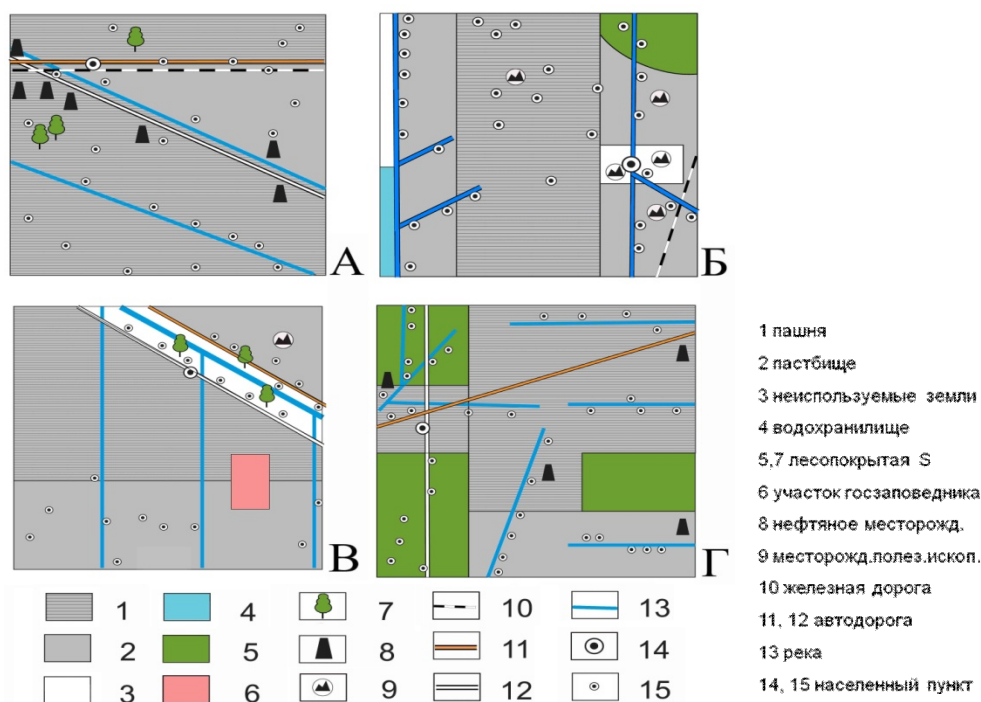 А
Б
В
Г
1 4 7 10 13
2 5 8 11 14
3 6 9 12 15
1 пашня
2 пастбище
3 неиспользуемые земли
4 водохранилище
5,7 лесопокрытая S
6 участок госзаповедника
8 нефтяное месторожд.
9 месторожд.полез.ископ.
10 железная дорога
11, 12 автодорога
13 река
14, 15 населенный пункт